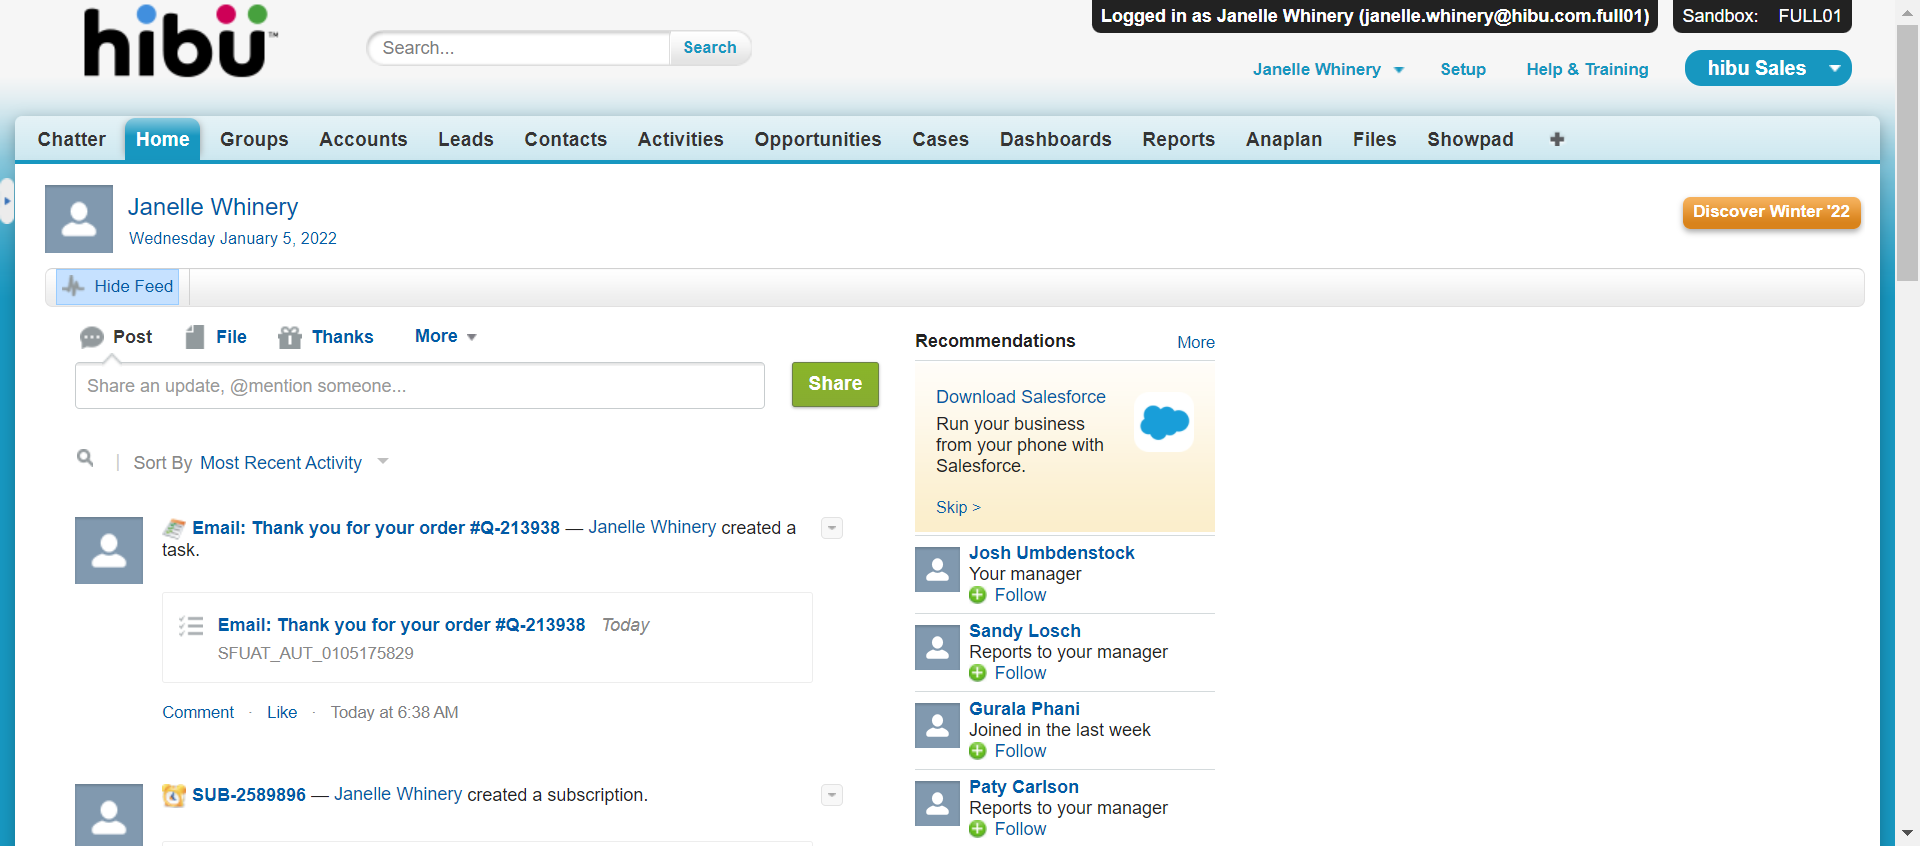 hibü™
Search...
Search
Logged in as Janelle Whinery (janelle.whinery@hibu.com.full01)
Sandbox: FULL01
Janelle Whinery
Setup
Help & Training
hibu Sales
Chatter
Home
Groups
Accounts
Leads
Contacts
Activities
Opportunities
Cases
Dashboards
Reports
Anaplan
Files
Showpad
Janelle Whinery
Wednesday January 5, 2022
Discover Winter '22
Hide Feed
Post
File
Thanks
More
Share an update, @mention someone...
Share
Sort By Most Recent Activity
Email: Thank you for your order #Q-213938 — Janelle Whinery created a
task.
Email: Thank you for your order #Q-213938 Today
SFUAT_AUT_0105175829
Comment · Like · Today at 6:38 AM
SUB-2589896 — Janelle Whinery created a subscription.
Recommendations
More
Download Salesforce
Run your business
from your phone with
Salesforce.
Skip >
Josh Umbdenstock
Your manager
Follow
Sandy Losch
Reports to your manager
Follow
Gurala Phani
Joined in the last week
Follow
Paty Carlson
Reports to your manager
Follow